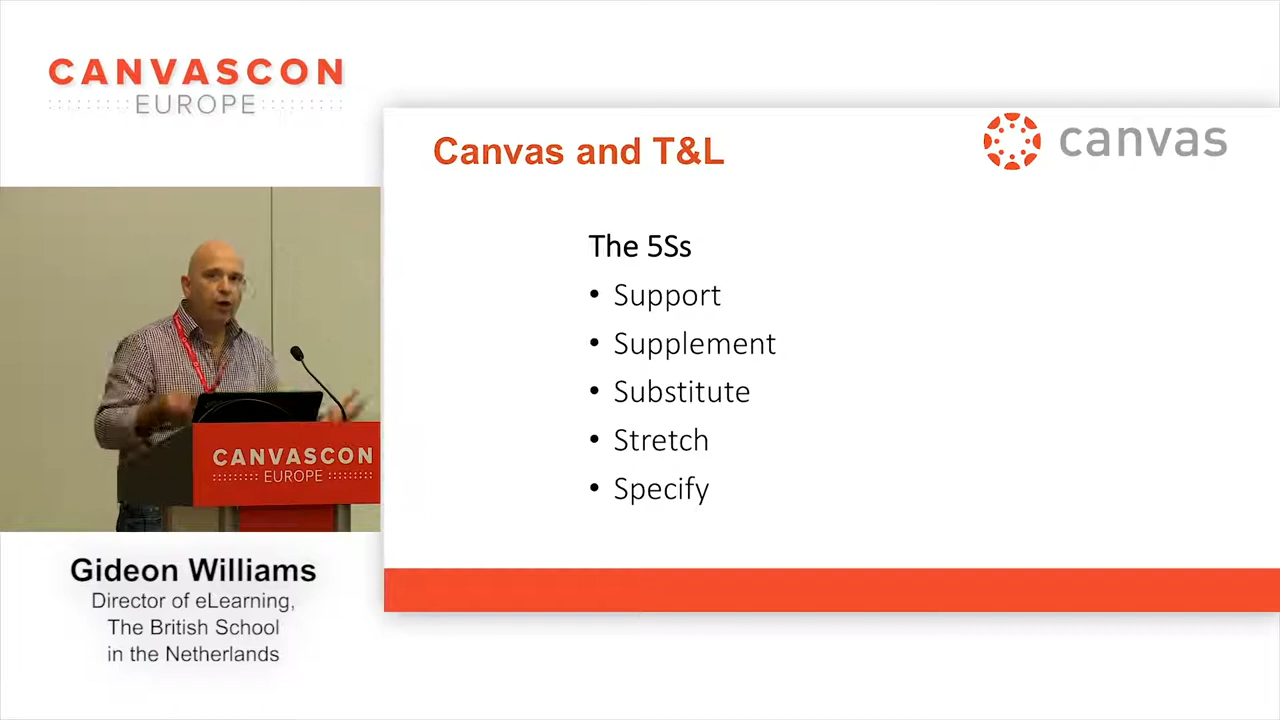 CANVASCON
EUROPE
Canvas and T&L
canvas
The 5Ss
• Support
• Supplement
• Substitute
• Stretch
• Specify
CANVASCON
EUROPE
Gideon Williams
Director of eLearning,
The British School
in the Netherlands